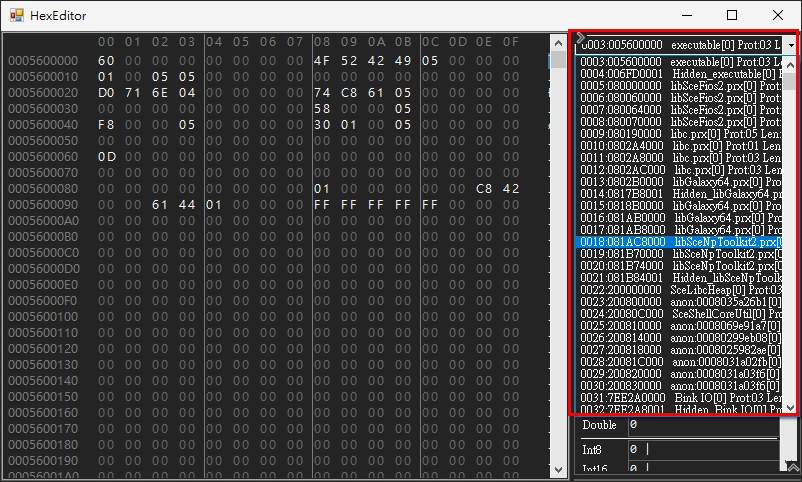 HexEditor
00 01 02 03 04 05 06 07 08 09 0A 0B 0C 0D 0E 0F
0005600000 60 00 00 00 00 00 00 00 4F 52 42 49 05 00 00 00
0005600010 01 00 05 05 00 00 00 00 00 00 00 00 00 00 00 00
0005600020 D0 71 6E 04 00 00 00 00 74 C8 61 05 00 00 00 00
0005600030 00 00 00 00 00 00 00 00 58 00 00 05 00 00 00 00
0005600040 F8 00 00 05 00 00 00 00 30 01 00 05 00 00 00 00
0005600050 00 00 00 00 00 00 00 00 00 00 00 00 00 00 00 00
0005600060 0D 00 00 00 00 00 00 00 00 00 00 00 00 00 00 00
0005600070 00 00 00 00 00 00 00 00 00 00 00 00 00 00 00 00
0005600080 00 00 00 00 00 00 00 00 01 00 00 00 00 00 C8 42
0005600090 00 00 61 44 01 00 00 00 FF FF FF FF FF 00 00 00
00056000A0 00 00 00 00 00 00 00 00 00 00 00 00 00 00 00 00
00056000B0 00 00 00 00 00 00 00 00 00 00 00 00 00 00 00 00
00056000C0 00 00 00 00 00 00 00 00 00 00 00 00 00 00 00 00
00056000D0 00 00 00 00 00 00 00 00 00 00 00 00 00 00 00 00
00056000E0 00 00 00 00 00 00 00 00 00 00 00 00 00 00 00 00
00056000F0 00 00 00 00 00 00 00 00 00 00 00 00 00 00 00 00
0005600100 00 00 00 00 00 00 00 00 00 00 00 00 00 00 00 00
0005600110 00 00 00 00 00 00 00 00 00 00 00 00 00 00 00 00
0005600120 00 00 00 00 00 00 00 00 00 00 00 00 00 00 00 00
0005600130 00 00 00 00 00 00 00 00 00 00 00 00 00 00 00 00
0005600140 00 00 00 00 00 00 00 00 00 00 00 00 00 00 00 00
0005600150 00 00 00 00 00 00 00 00 00 00 00 00 00 00 00 00
0005600160 00 00 00 00 00 00 00 00 00 00 00 00 00 00 00 00
0005600170 00 00 00 00 00 00 00 00 00 00 00 00 00 00 00 00
0005600180 00 00 00 00 00 00 00 00 00 00 00 00 00 00 00 00
0005600190 00 00 00 00 00 00 00 00 00 00 00 00 00 00 00 00
00056001A0 00 00 00 00 00 00 00 00 00 00 00 00 00 00 00 00
0003:005600000 executable[0] Prot:03 L
0003:005600000 executable[0] Prot:03 Len
0004:006FD0001 Hidden_executable[0] P
0005:080000000 libSceFios2.prx[0] Prot:
0006:080060000 libSceFios2.prx[0] Prot:
0007:080064000 libSceFios2.prx[0] Prot:
0008:080070000 libSceFios2.prx[0] Prot:
0009:080190000 libc.prx[0] Prot:05 Len:
0010:0802A4000 libc.prx[0] Prot:01 Len
0011:0802A8000 libc.prx[0] Prot:03 Len
0012:0802AC000 libc.prx[0] Prot:03 Len
0013:0802B0000 libGalaxy64.prx[0] Prot
0014:0817B8001 Hidden_libGalaxy64.prx
0015:0818B0000 libGalaxy64.prx[0] Prot
0016:081AB0000 libGalaxy64.prx[0] Prot
0017:081AB8000 libGalaxy64.prx[0] Prot
0018:081AC8000 libSceNpToolkit2.prx[0
0019:081B70000 libSceNpToolkit2.prx[0
0020:081B74000 libSceNpToolkit2.prx[0
0021:081B84001 Hidden_libSceNpToolkit
0022:200000000 SceLibcHeap[0] Prot:03
0023:200800000 anon:0008035a26b1[0]
0024:20080C000 SceShellCoreUtil[0] Pro
0025:200810000 anon:0008069e91a7[0]
0026:200814000 anon:00080299eb08[0]
0027:200818000 anon:0008025982ae[0]
0028:20081C000 anon:0008031a02fb[0]
0029:200820000 anon:0008031a03f6[0]
0030:200830000 anon:0008031a03f6[0]
0031:7EE2A0000 Bink IO[0] Prot:03 Len
0032:7EE2A8001 Hidden_Bink IO[0] Prot
Double 0
Int8 0 |
Int16 0 |